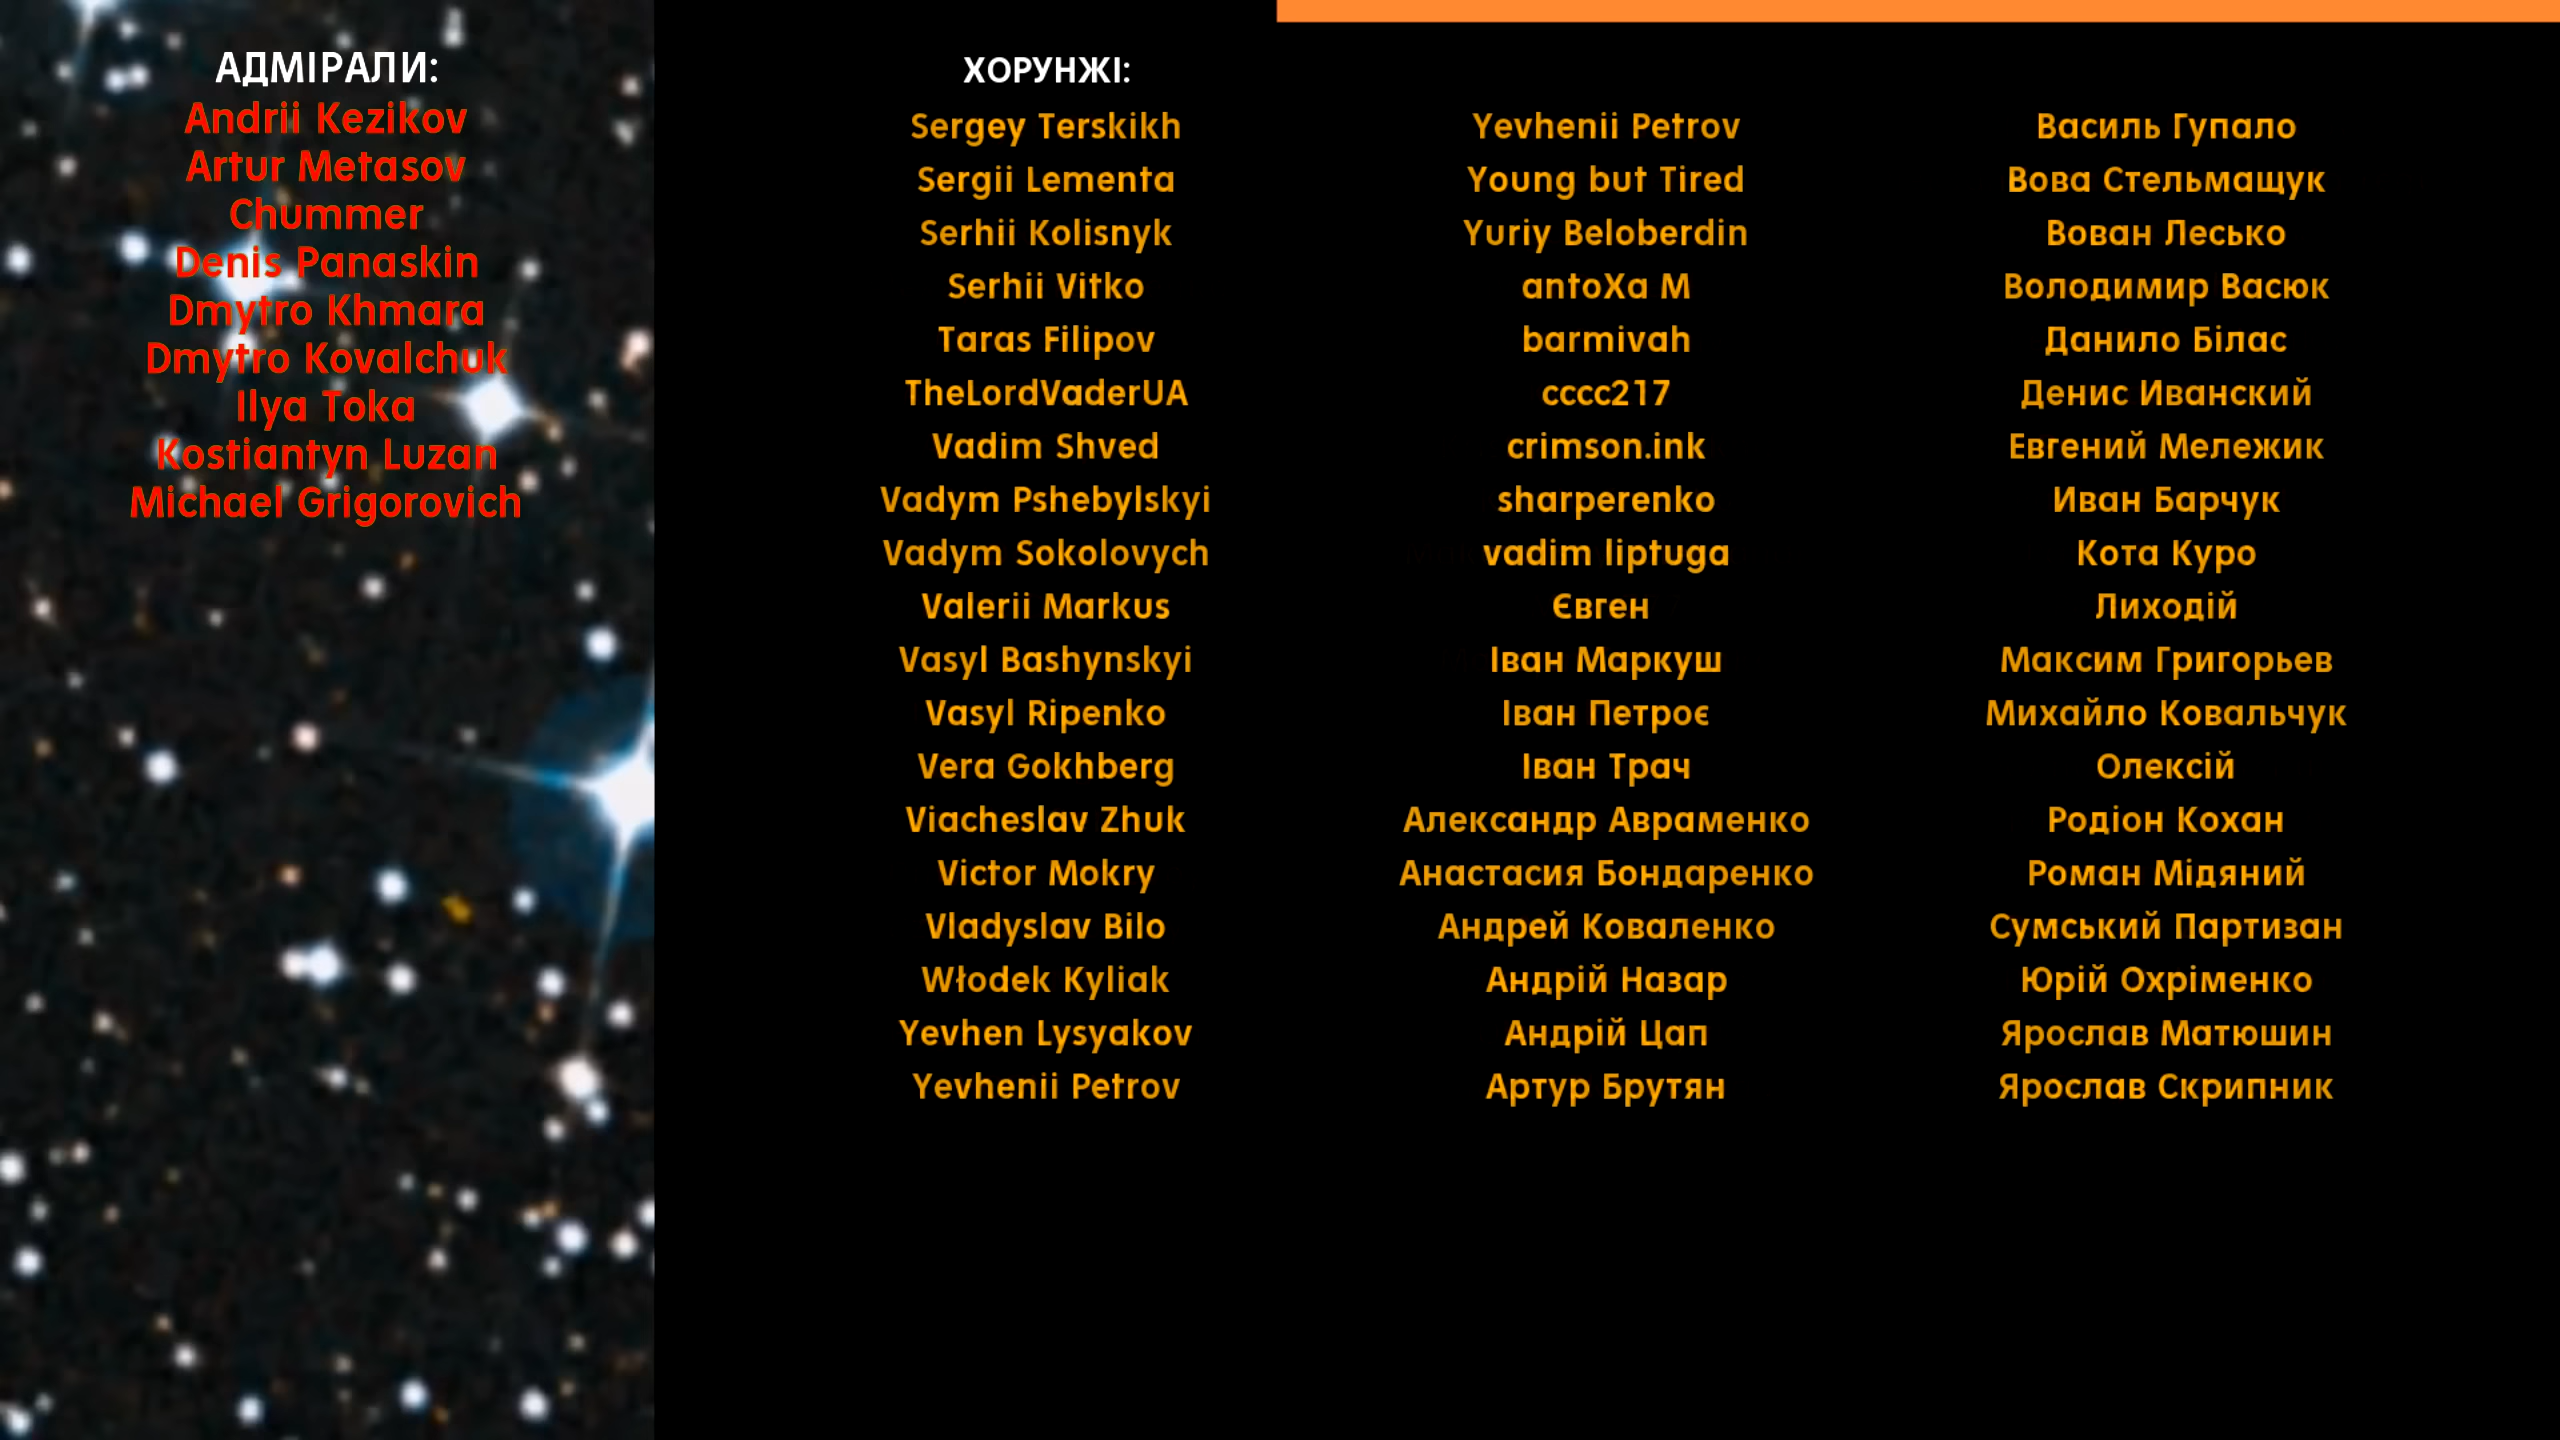 АДМІРАЛИ:
Andrii Kezikov
Artur Metasov
Chummer
Denis Panaskin
Dmytro Khmara
Dmytro Kovalchuk
Ilya Toka
Kostiantyn Luzan
Michael Grigorovich
ХОРУНЖІ:
Sergey Terskikh
Sergii Lementa
Serhii Kolisnyk
Serhii Vitko
Taras Filipov
TheLordVaderUA
Vadim Shved
Vadym Pshebylskyi
Vadym Sokolovych
Valerii Markus
Vasyl Bashynskyi
Vasyl Ripenko
Vera Gokhberg
Viacheslav Zhuk
Victor Mokry
Vladyslav Bilo
Włodek Kyliak
Yevhen Lysyakov
Yevhenii Petrov
Yevhenii Petrov
Young but Tired
Yuriy Beloberdin
antoXa M
barmivah
cccc217
crimson.ink
sharperenko
vadim liptuga
Євген
Іван Маркуш
Іван Петроє
Іван Трач
Александр Авраменко
Анастасия Бондаренко
Андрей Коваленко
Андрій Назар
Андрій Цап
Артур Брутян
Василь Гупало
Вова Стельмащук
Вован Лесько
Володимир Васюк
Данило Білас
Денис Иванский
Евгений Мележик
Иван Барчук
Кота Куро
Лиходій
Максим Григорьев
Михайло Ковальчук
Олексій
Родіон Кохан
Роман Мідяний
Сумський Партизан
Юрій Охріменко
Ярослав Матюшин
Ярослав Скрипник